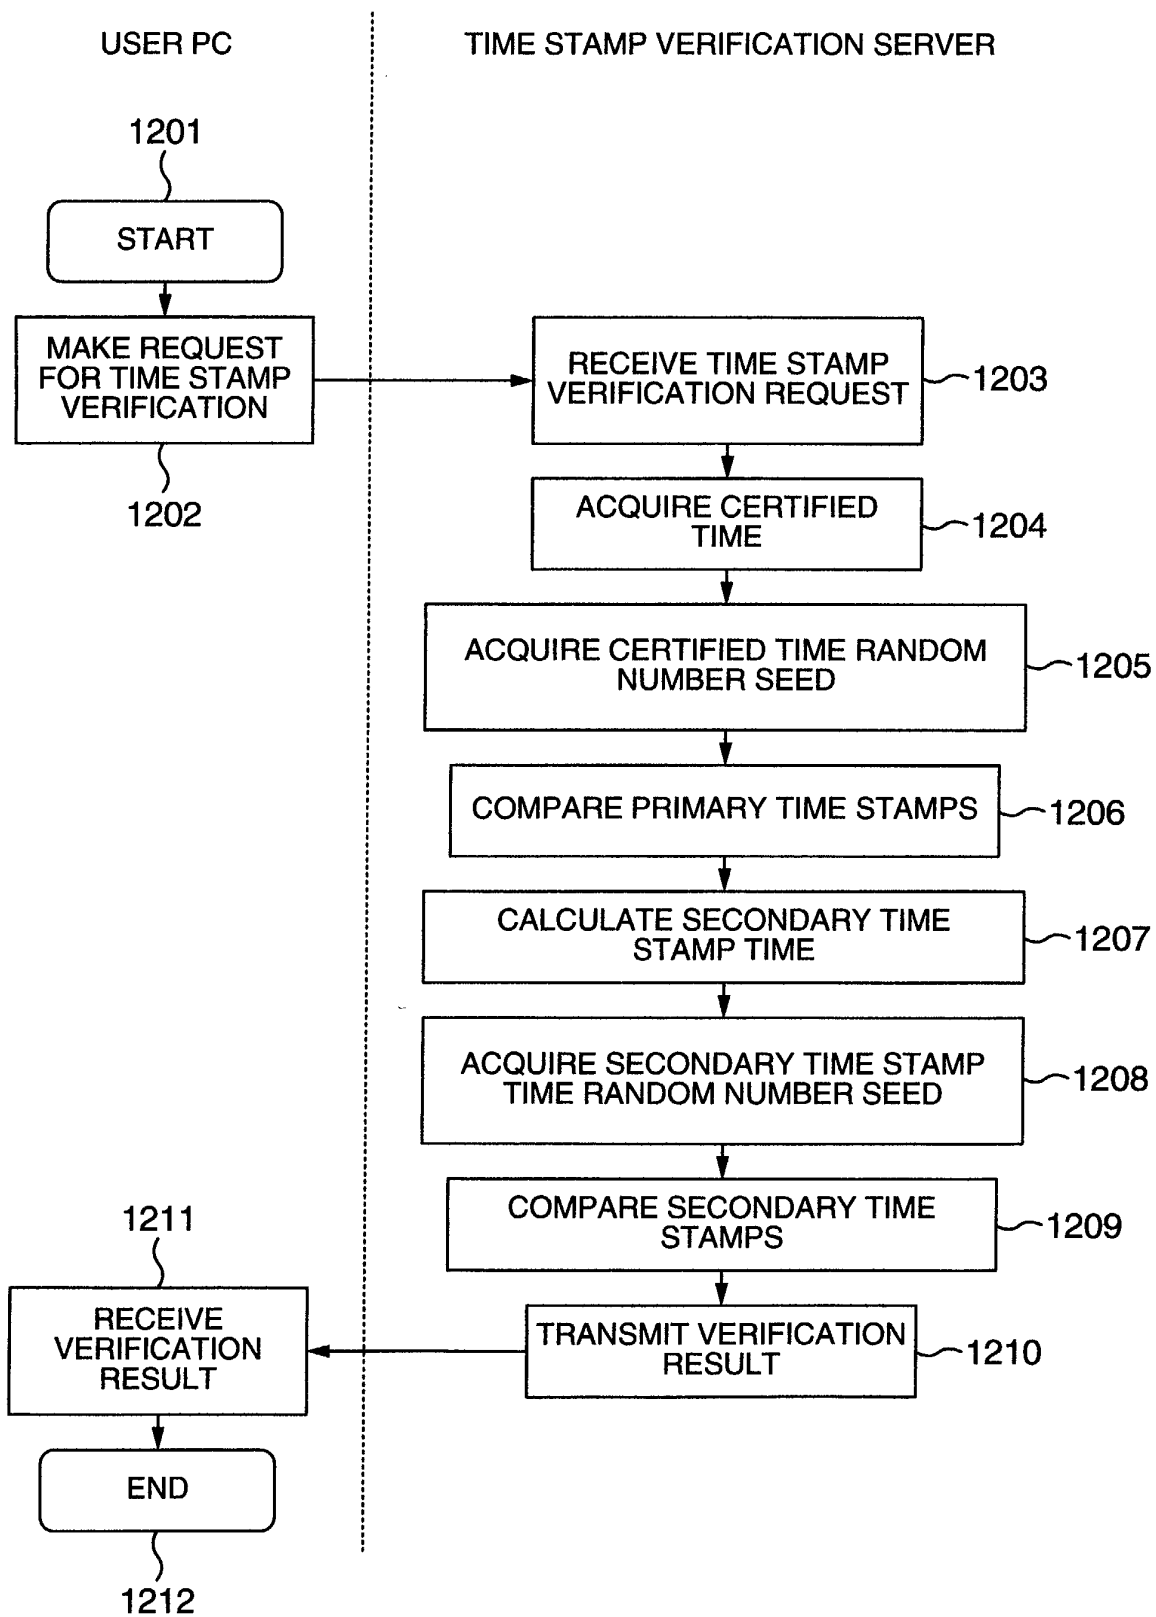 USER PC
TIME STAMP VERIFICATION SERVER
1201
START
MAKE REQUEST
FOR TIME STAMP
VERIFICATION
1202
RECEIVE TIME STAMP
VERIFICATION REQUEST
1203
ACQUIRE CERTIFIED
TIME
1204
ACQUIRE CERTIFIED TIME RANDOM
NUMBER SEED
1205
COMPARE PRIMARY TIME STAMPS
1206
CALCULATE SECONDARY TIME
STAMP TIME
1207
ACQUIRE SECONDARY TIME STAMP
TIME RANDOM NUMBER SEED
1208
COMPARE SECONDARY TIME
STAMPS
1209
TRANSMIT VERIFICATION
RESULT
1210
1211
RECEIVE
VERIFICATION
RESULT
END
1212